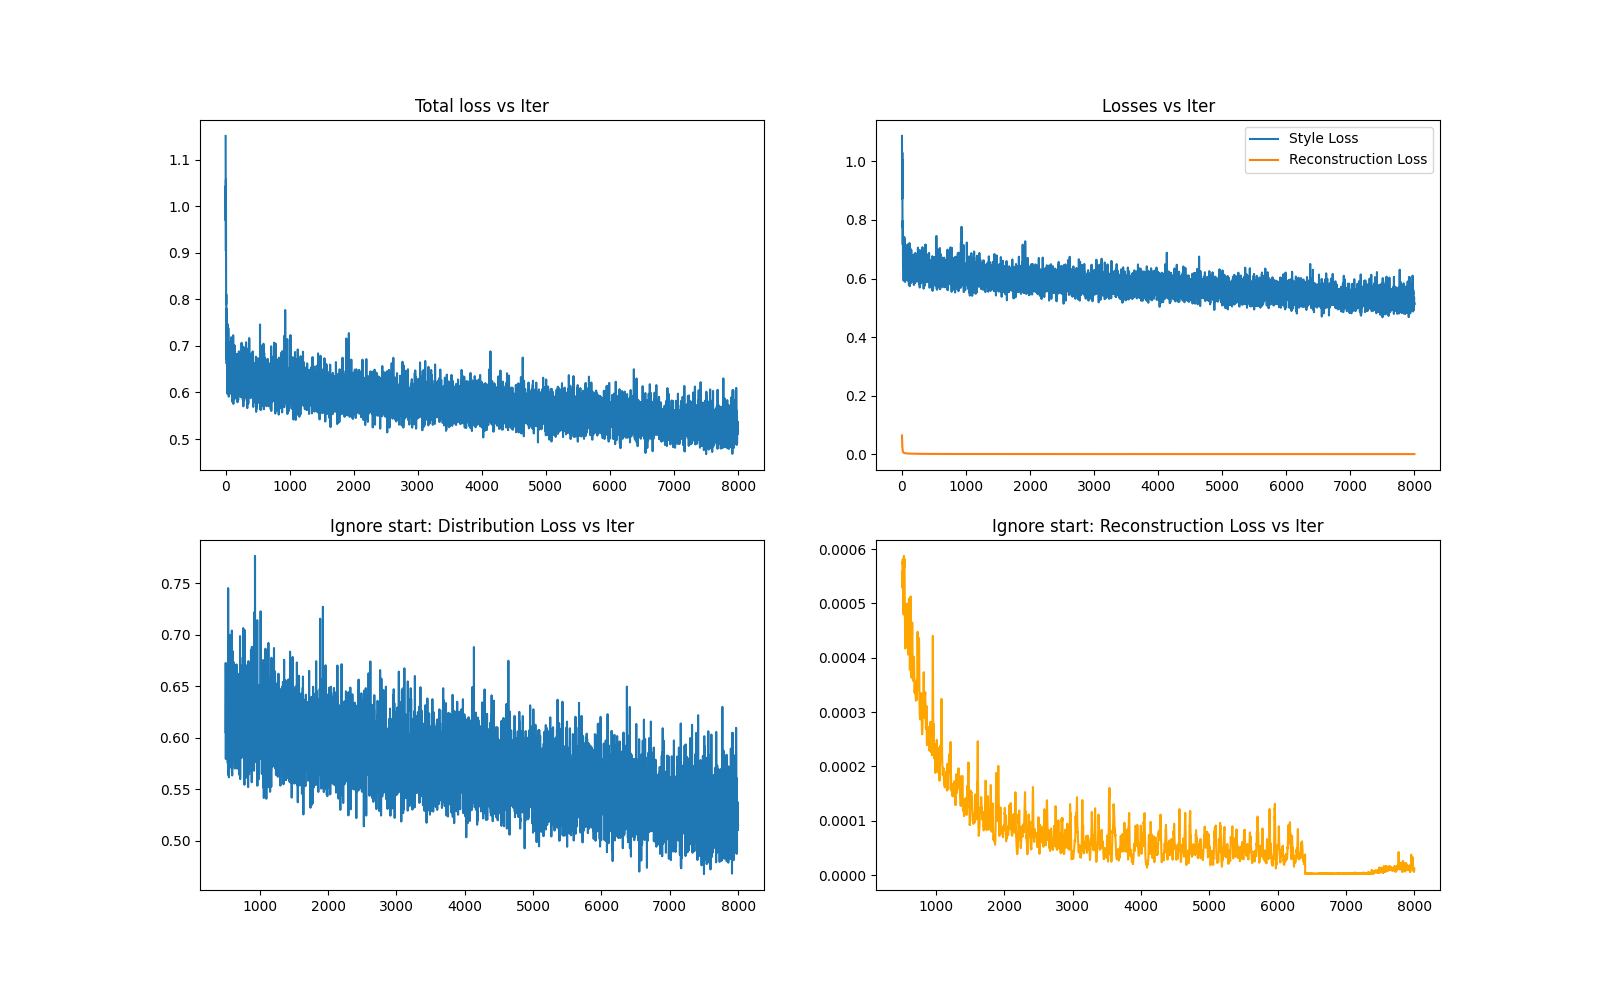 Total loss vs Iter
1.1
1.0
0.9
0.8
0.7
0.6
0.5
0 1000 2000 3000 4000 5000 6000 7000 8000
Losses vs Iter
Style Loss
Reconstruction Loss
1.0
0.8
0.6
0.4
0.2
0.0
0 1000 2000 3000 4000 5000 6000 7000 8000
Ignore start: Distribution Loss vs Iter
0.75
0.70
0.65
0.60
0.55
0.50
1000 2000 3000 4000 5000 6000 7000 8000
Ignore start: Reconstruction Loss vs Iter
0.0006
0.0005
0.0004
0.0003
0.0002
0.0001
0.0000
1000 2000 3000 4000 5000 6000 7000 8000